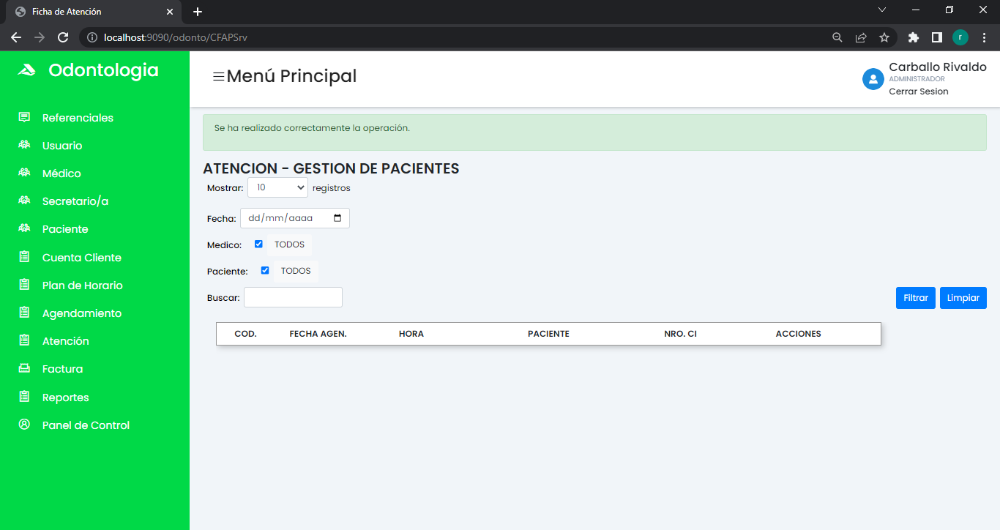 Ficha de Atención
localhost:9090/odonto/CFAPSrv
r
Odontologia
Menú Principal
Carballo Rivaldo
ADMINISTRADOR
Cerrar Sesion
Referenciales
Usuario
Médico
Secretario/a
Paciente
Cuenta Cliente
Plan de Horario
Agendamiento
Atención
Factura
Reportes
Panel de Control
Se ha realizado correctamente la operación.
ATENCION - GESTION DE PACIENTES
Mostrar: 10 registros
Fecha: dd/mm/aaaa
Medico: TODOS
Paciente: TODOS
Buscar: Filtrar Limpiar
COD. FECHA AGEN. HORA PACIENTE NRO. CI ACCIONES